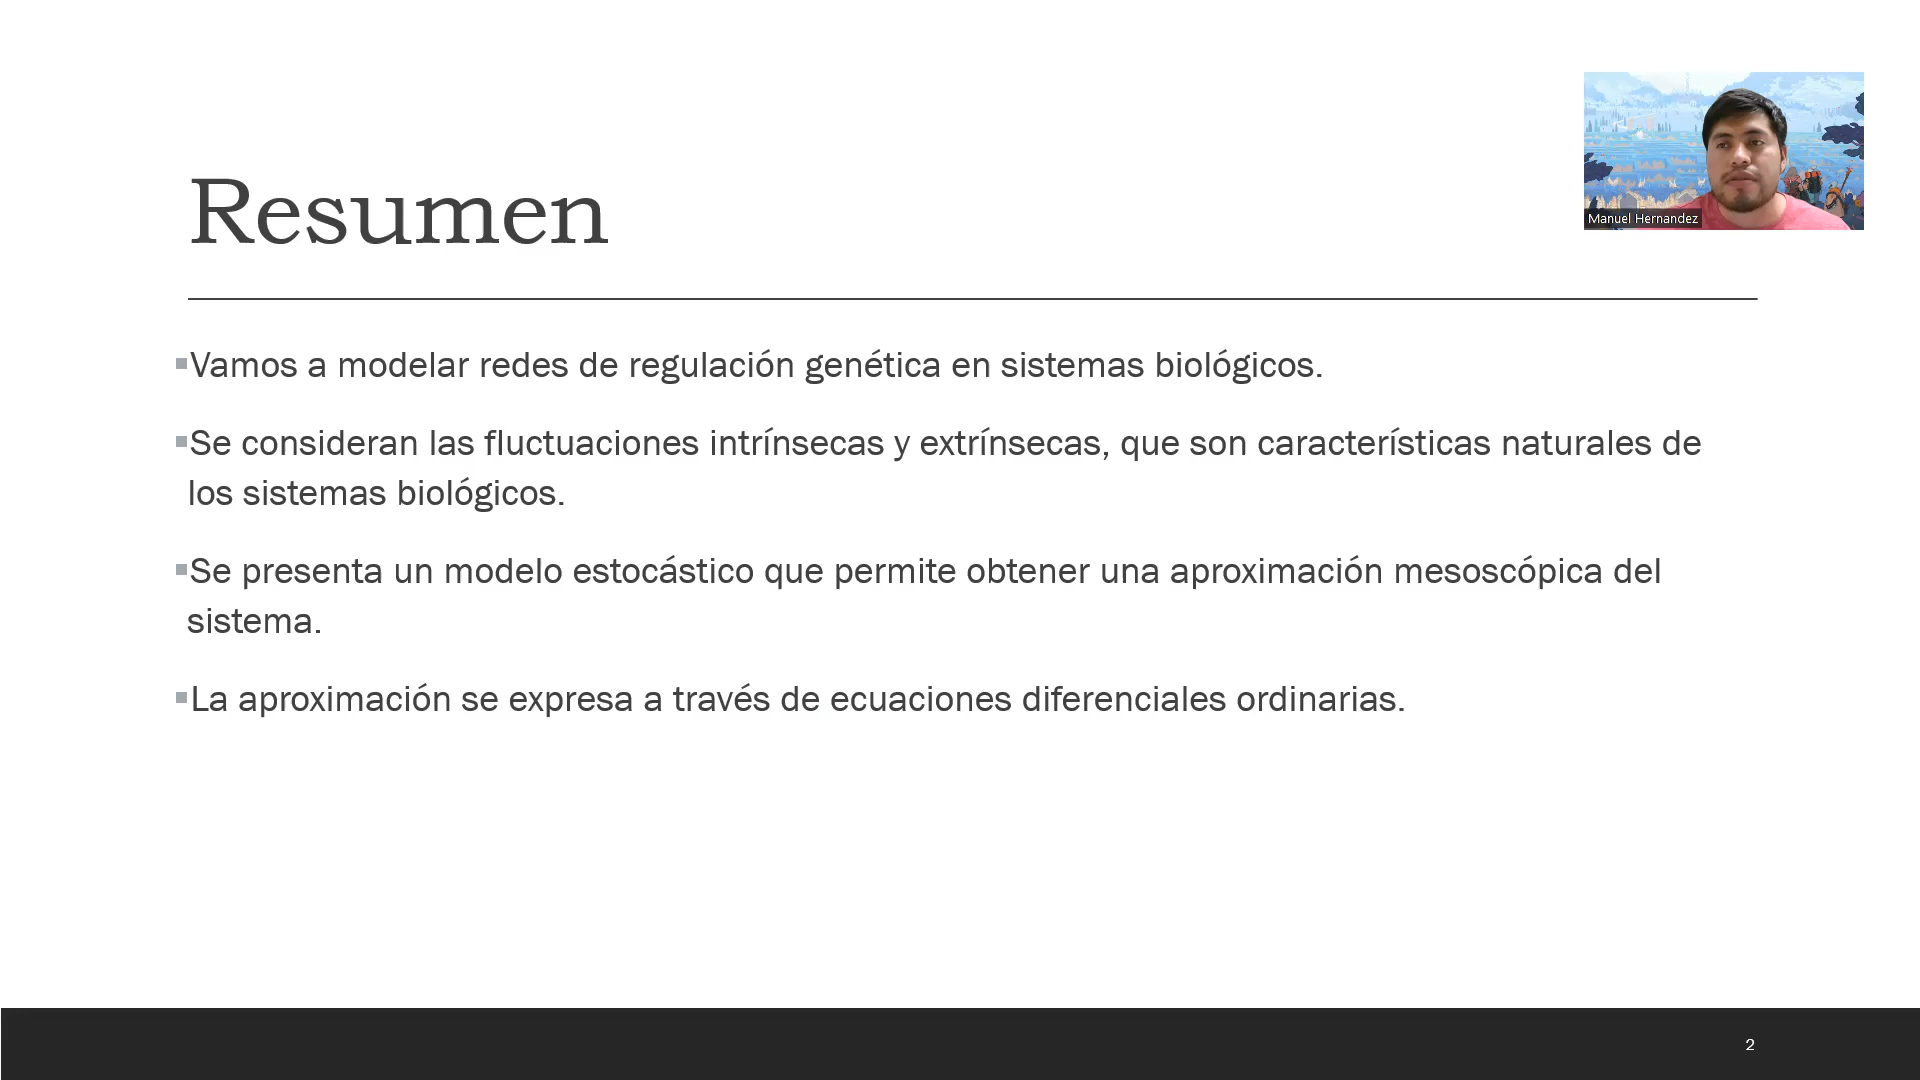 Resumen
Manuel Hernandez
▪Vamos a modelar redes de regulación genética en sistemas biológicos.
▪Se consideran las fluctuaciones intrínsecas y extrínsecas, que son características naturales de
los sistemas biológicos.
▪Se presenta un modelo estocástico que permite obtener una aproximación mesoscópica del
sistema.
▪La aproximación se expresa a través de ecuaciones diferenciales ordinarias.
2